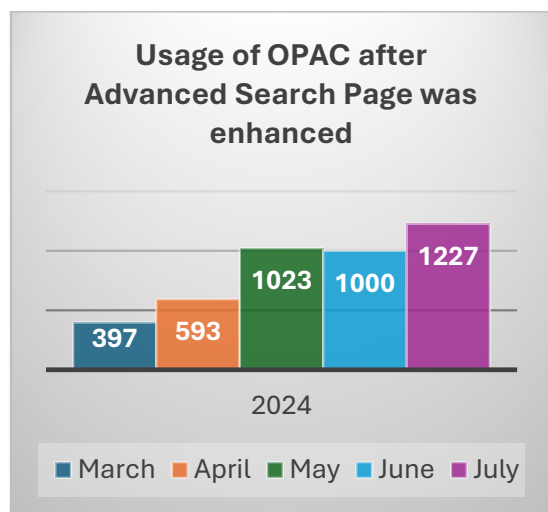 Usage of OPAC after
Advanced Search Page was
enhanced
397
593
1023
1000
1227
2024
March April May June July